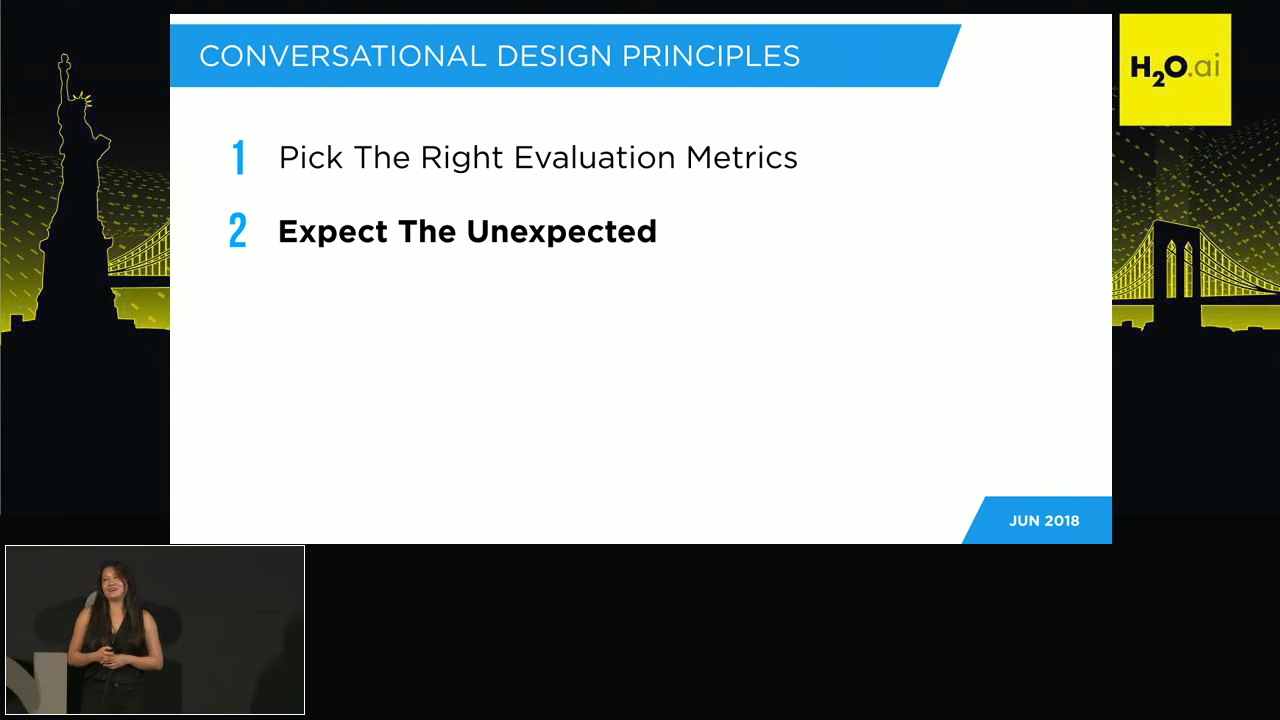 CONVERSATIONAL DESIGN PRINCIPLES
H2O.ai
1 Pick The Right Evaluation Metrics
2 Expect The Unexpected
JUN 2018